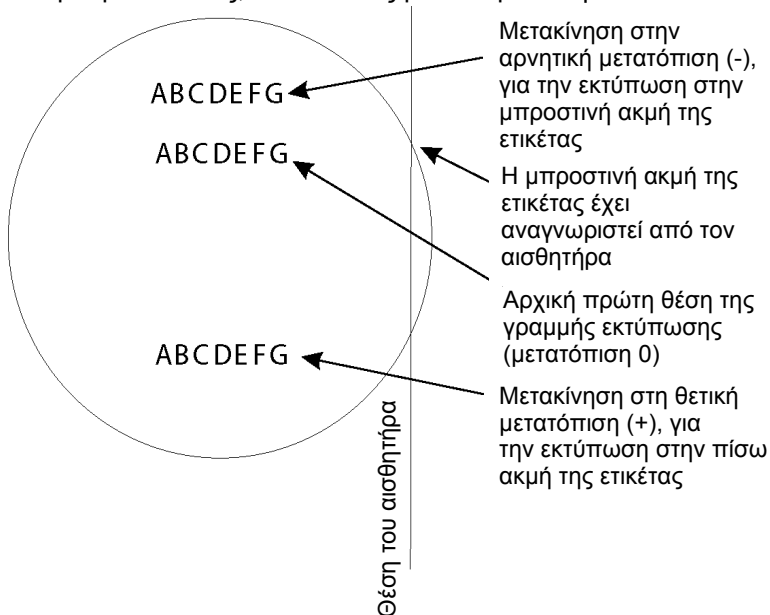 ABCDEFG
ABCDEFG
ABCDEFG
Μετακίνηση στην
αρνητική μετατόπιση (-),
για την εκτύπωση στην
μπροστινή ακμή της
ετικέτας
Η μπροστινή ακμή της
ετικέτας έχει
αναγνωριστεί από τον
αισθητήρα
Αρχική πρώτη θέση της
γραμμής εκτύπωσης
(μετατόπιση 0)
Μετακίνηση στη θετική
μετατόπιση (+), για
την εκτύπωση στην πίσω
ακμή της ετικέτας
Θέση του αισθητήρα